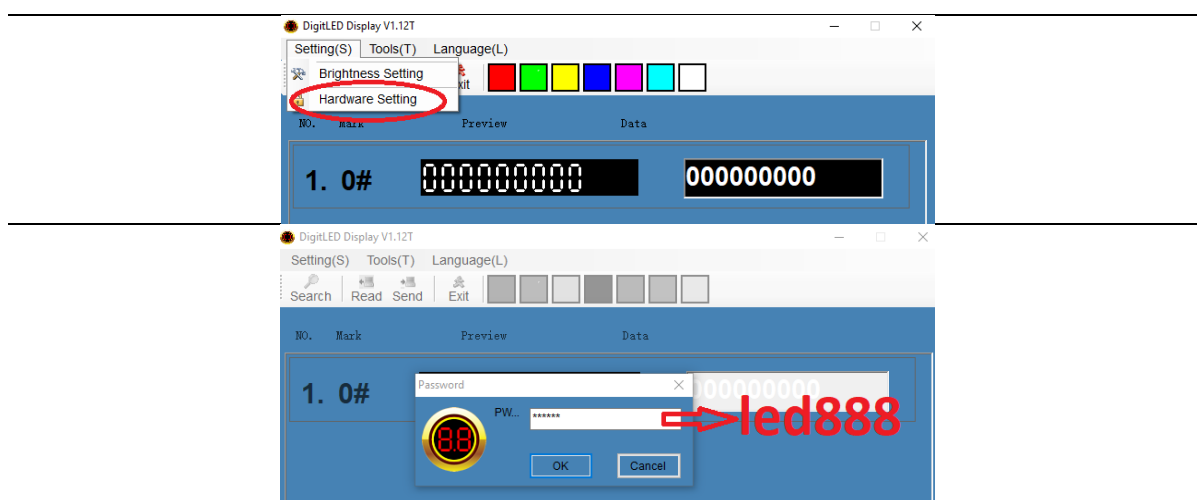 DigitLED Display V1.12T
Setting(S) Tools(T) Language(L)
Brightness Setting
xit
Hardware Setting
NO. Mark Preview Data
1. 0# 000000000 000000000
DigitLED Display V1.12T
Setting(S) Tools(T) Language(L)
Search Read Send Exit
NO. Mark Preview Data
Password
1. 0# 000000000
PW... ****** led888
8.8
OK Cancel